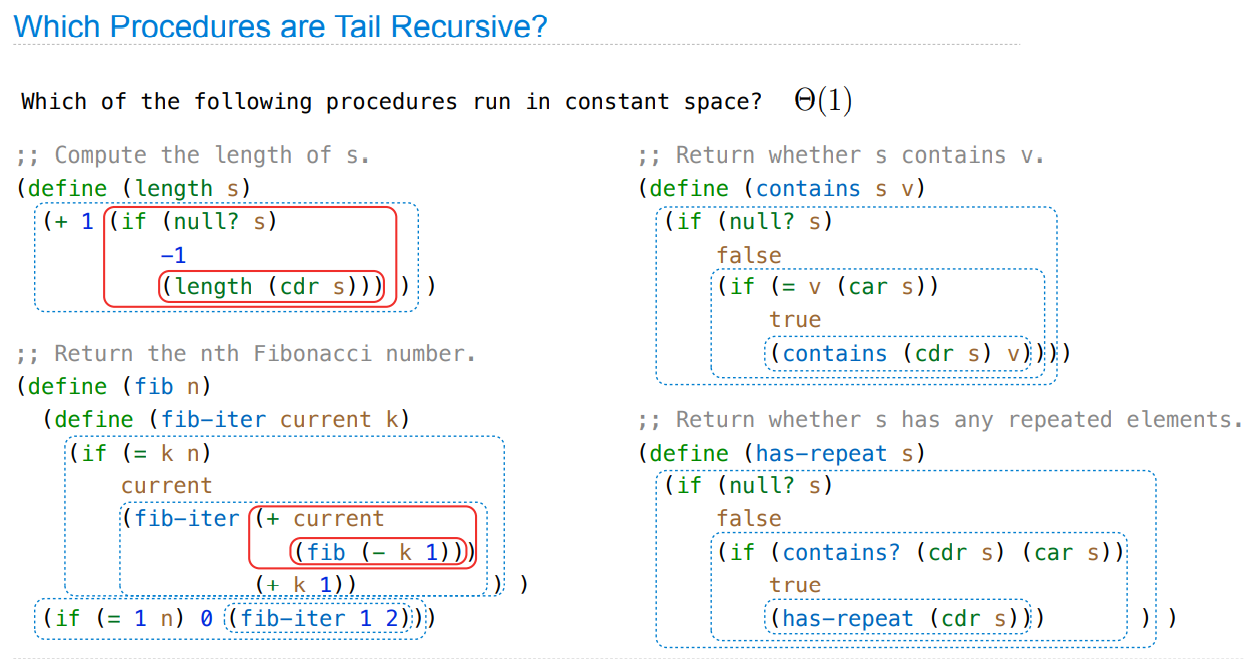 Which Procedures are Tail Recursive?
Which of the following procedures run in constant space? Θ(1)
;; Compute the length of s.
(define (length s)
(+ 1 (if (null? s)
-1
(length (cdr s))) ) )
;; Return the nth Fibonacci number.
(define (fib n)
(define (fib-iter current k)
(if (= k n)
current
(fib-iter (+ current
(fib (- k 1)))
(+ k 1)) ) )
(if (= 1 n) 0 (fib-iter 1 2)))
;; Return whether s contains v.
(define (contains s v)
(if (null? s)
false
(if (= v (car s))
true
(contains (cdr s) v))))
;; Return whether s has any repeated elements.
(define (has-repeat s)
(if (null? s)
false
(if (contains? (cdr s) (car s))
true
(has-repeat (cdr s))) ) )